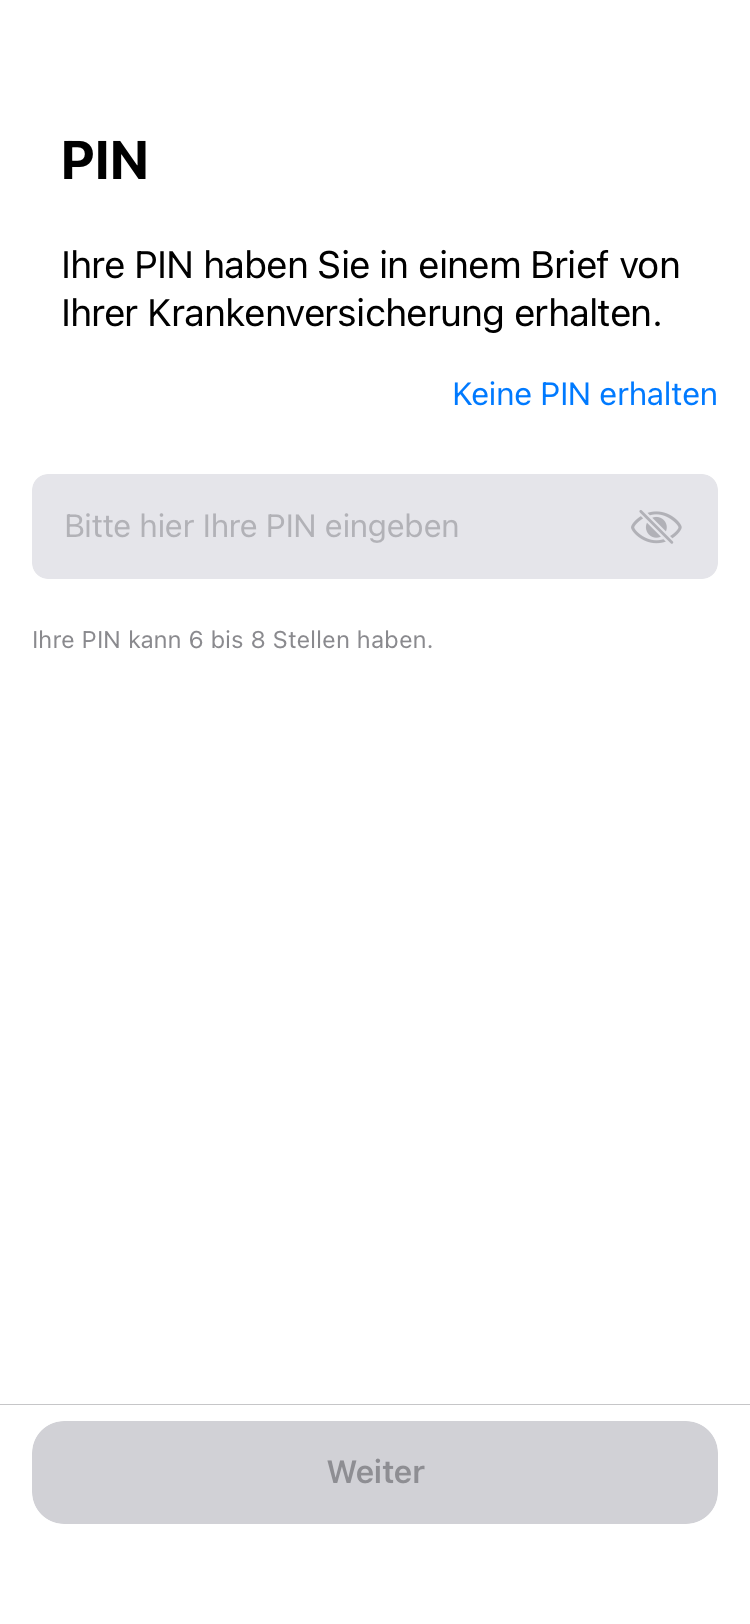 PIN
Ihre PIN haben Sie in einem Brief von
Ihrer Krankenversicherung erhalten.
Keine PIN erhalten
Bitte hier Ihre PIN eingeben
Ihre PIN kann 6 bis 8 Stellen haben.
Weiter